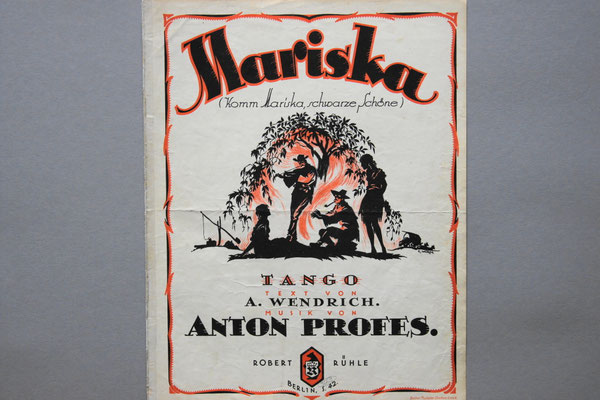 Mariska
(Komm Mariska, schwarze Schöne)
TANGO
TEXT VON
A. WENDRICH.
MUSIK VON
ANTON PROFES.
ROBERT RÜHLE
BERLIN, S. 42